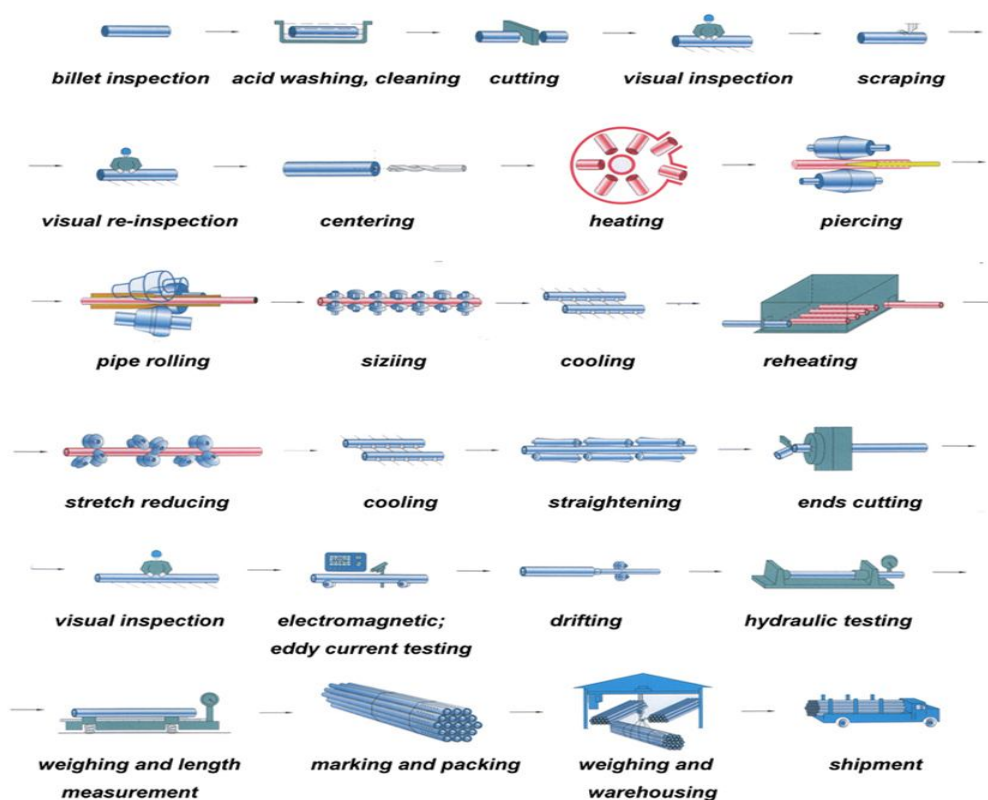 billet inspection
acid washing, cleaning
cutting
visual inspection
scraping
visual re-inspection
centering
heating
piercing
pipe rolling
siziing
cooling
reheating
stretch reducing
cooling
straightening
ends cutting
visual inspection
electromagnetic;
eddy current testing
drifting
hydraulic testing
weighing and length
measurement
marking and packing
weighing and
warehousing
shipment